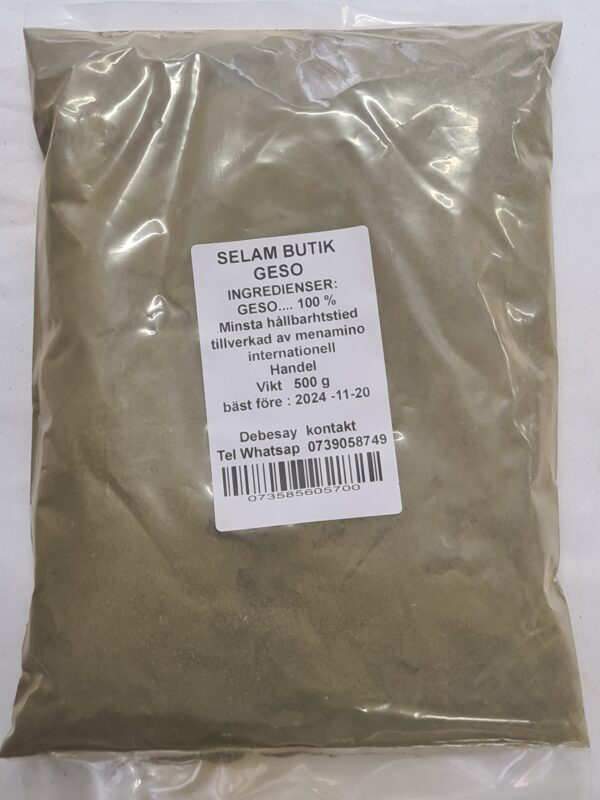 SELAM BUTIK
GESO
INGREDIENSER:
GESO.... 100 %
Minsta hållbarhtstied
tillverkad av menamino
internationell
Handel
Vikt 500 g
bäst före : 2024 -11-20
Debesay kontakt
Tel Whatsap 0739058749
073585605700